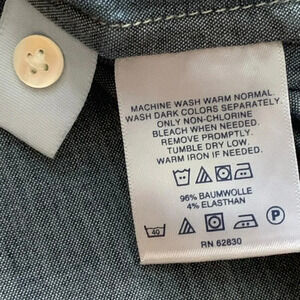 MACHINE WASH WARM NORMAL.
WASH DARK COLORS SEPARATELY
ONLY NON-CHLORINE
BLEACH WHEN NEEDED.
REMOVE PROMPTLY.
TUMBLE DRY LOW.
WARM IRON IF NEEDED.
96% BAUMWOLLE
4% ELASTHAN
40 P
RN 62830